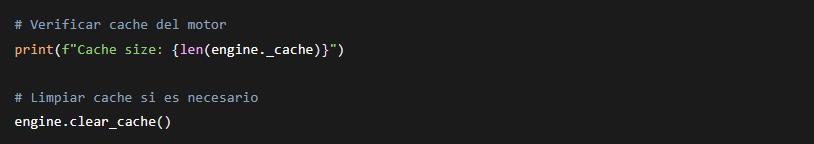 # Verificar cache del motor
print(f"Cache size: {len(engine._cache)}")
# Limpiar cache si es necesario
engine.clear_cache()